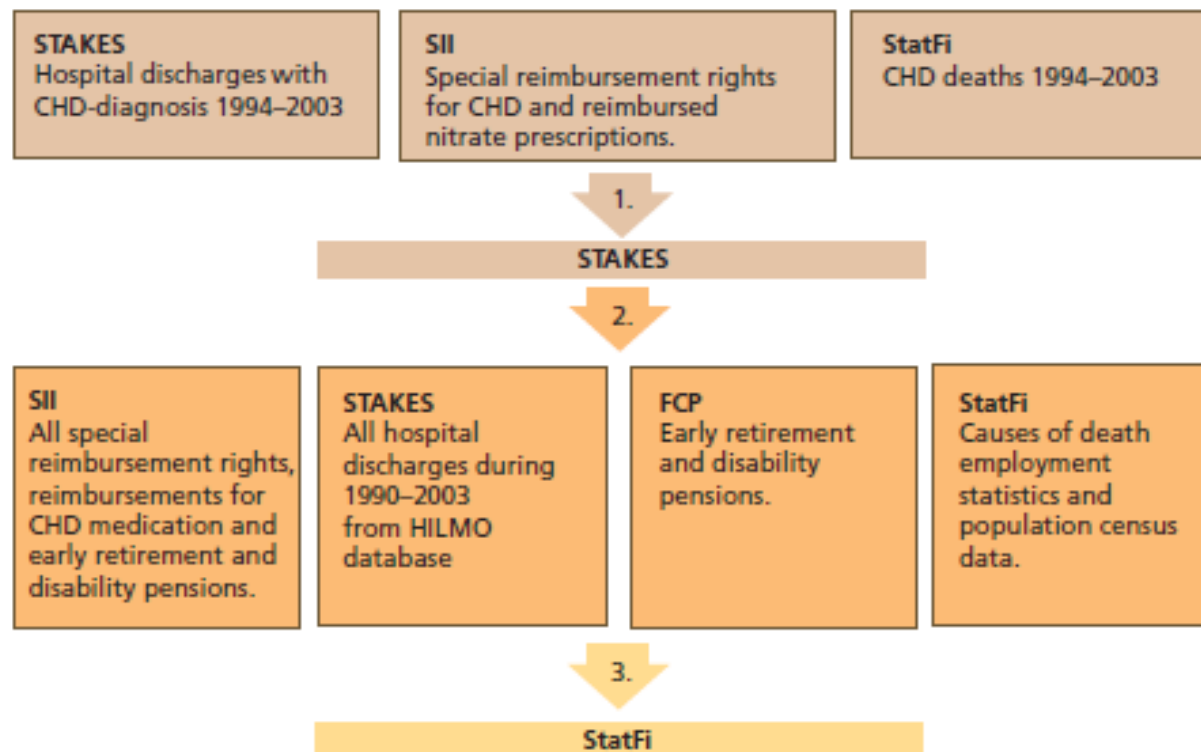 STAKES
Hospital discharges with
CHD-diagnosis 1994–2003
SII
Special reimbursement rights
for CHD and reimbursed
nitrate prescriptions.
StatFi
CHD deaths 1994–2003
1.
STAKES
2.
SII
All special
reimbursement rights,
reimbursements for
CHD medication and
early retirement and
disability pensions.
STAKES
All hospital
discharges during
1990–2003
from HILMO
database
FCP
Early retirement
and disability
pensions.
StatFi
Causes of death
employment
statistics and
population census
data.
3.
StatFi